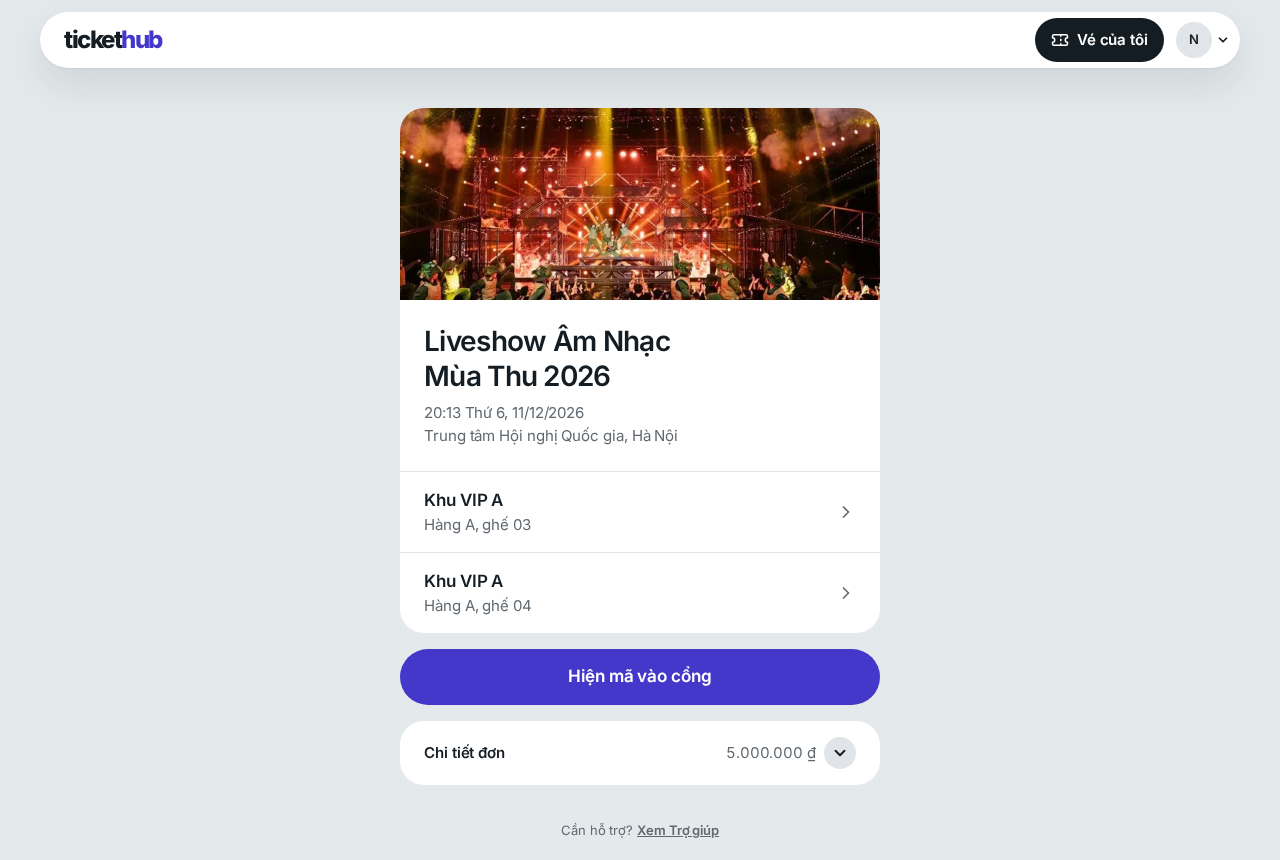 tickethub
Vé của tôi
N
Liveshow Âm Nhạc
Mùa Thu 2026
20:13 Thứ 6, 11/12/2026
Trung tâm Hội nghị Quốc gia, Hà Nội
Khu VIP A
Hàng A, ghế 03
Khu VIP A
Hàng A, ghế 04
Hiện mã vào cổng
Chi tiết đơn
5.000.000 ₫
Cần hỗ trợ? Xem Trợ giúp